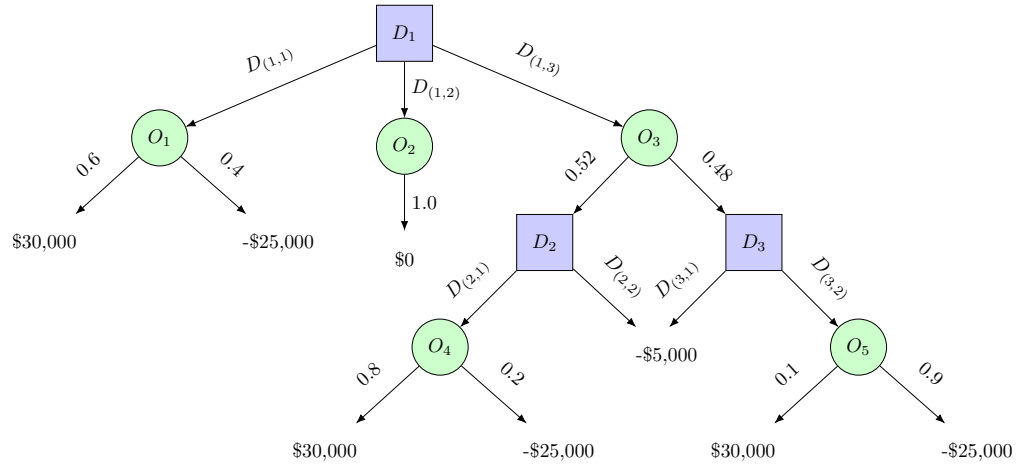 D₁
D₍₁,₁₎
D₍₁,₂₎
D₍₁,₃₎
O₁
O₂
O₃
0.6
0.4
1.0
0.52
0.48
$30,000
-$25,000
$0
D₂
D₃
D₍₂,₁₎
D₍₂,₂₎
D₍₃,₁₎
D₍₃,₂₎
O₄
-$5,000
O₅
0.8
0.2
0.1
0.9
$30,000
-$25,000
$30,000
-$25,000